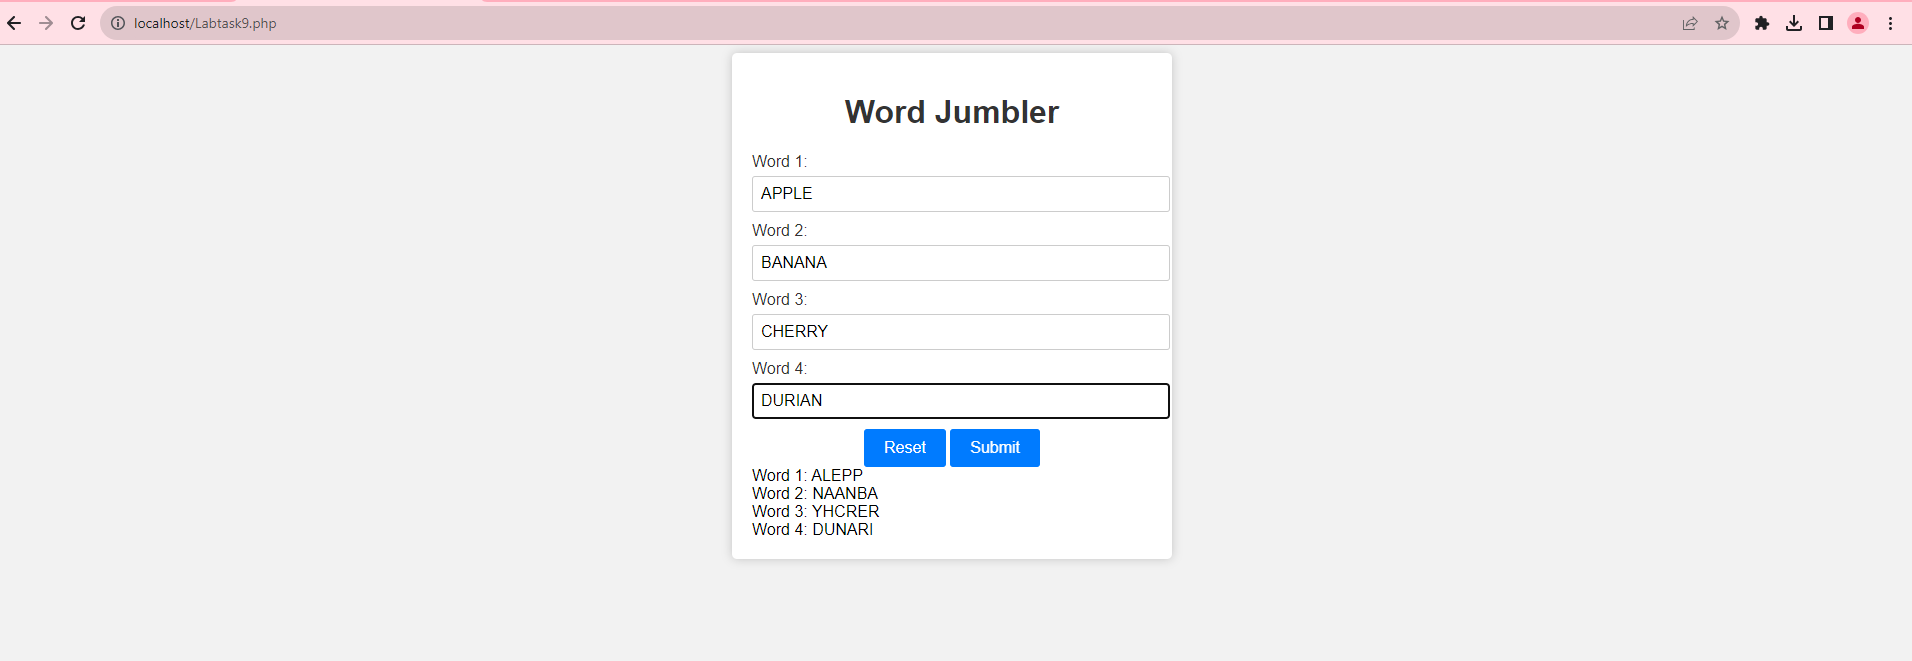 localhost/Labtask9.php
Word Jumbler
Word 1:
APPLE
Word 2:
BANANA
Word 3:
CHERRY
Word 4:
DURIAN
Reset Submit
Word 1: ALEPP
Word 2: NAANBA
Word 3: YHCRER
Word 4: DUNARI